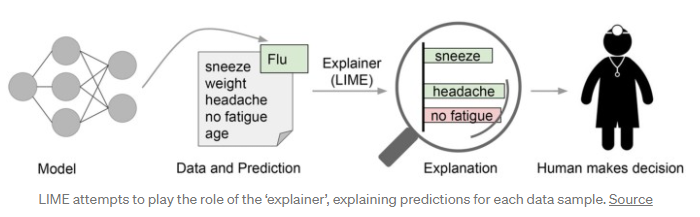 Flu
sneeze
weight
headache
no fatigue
age
Explainer
(LIME)
sneeze
headache
no fatigue
Model
Data and Prediction
Explanation
Human makes decision
LIME attempts to play the role of the ‘explainer’, explaining predictions for each data sample. Source